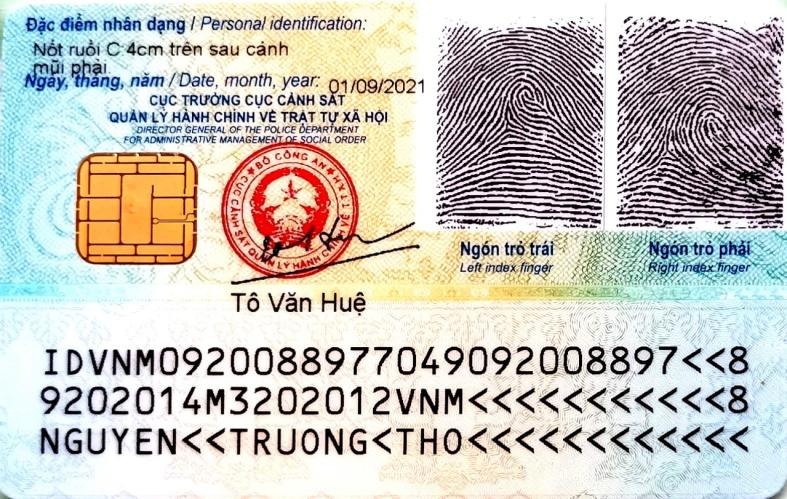 Đặc điểm nhân dạng / Personal identification:
Nốt ruồi C 4cm trên sau cánh
mũi phải
Ngày, tháng, năm / Date, month, year: 01/09/2021
CỤC TRƯỞNG CỤC CẢNH SÁT
QUẢN LÝ HÀNH CHÍNH VỀ TRẬT TỰ XÃ HỘI
DIRECTOR GENERAL OF THE POLICE DEPARTMENT
FOR ADMINISTRATIVE MANAGEMENT OF SOCIAL ORDER
BỘ CÔNG AN
CỤC CẢNH SÁT QUẢN LÝ HÀNH
Tô Văn Huệ
Ngón trỏ trái
Left index finger
Ngón trỏ phải
Right index finger
IDVNM0920088977049092008897<<8
9202014M3202012VNM<<<<<<<<<<<8
NGUYEN<<TRUONG<THO<<<<<<<<<<<<